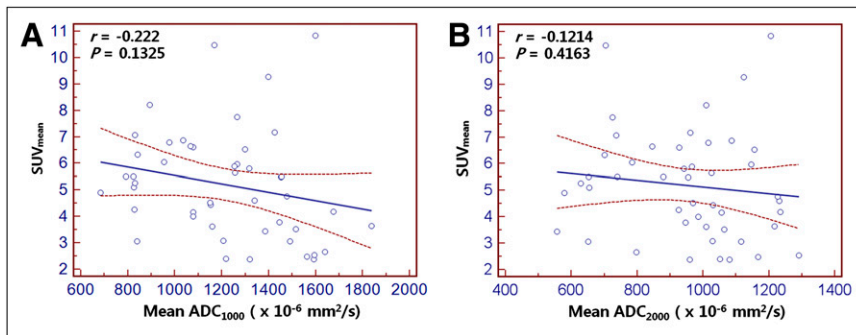 A
r = -0.222
P = 0.1325
11
10
9
8
7
6
5
4
3
2
SUVmean
600 800 1000 1200 1400 1600 1800 2000
Mean ADC1000 ( x 10-6 mm2/s)
B
r = -0.1214
P = 0.4163
11
10
9
8
7
6
5
4
3
2
SUVmean
400 600 800 1000 1200 1400
Mean ADC2000 ( x 10-6 mm2/s)